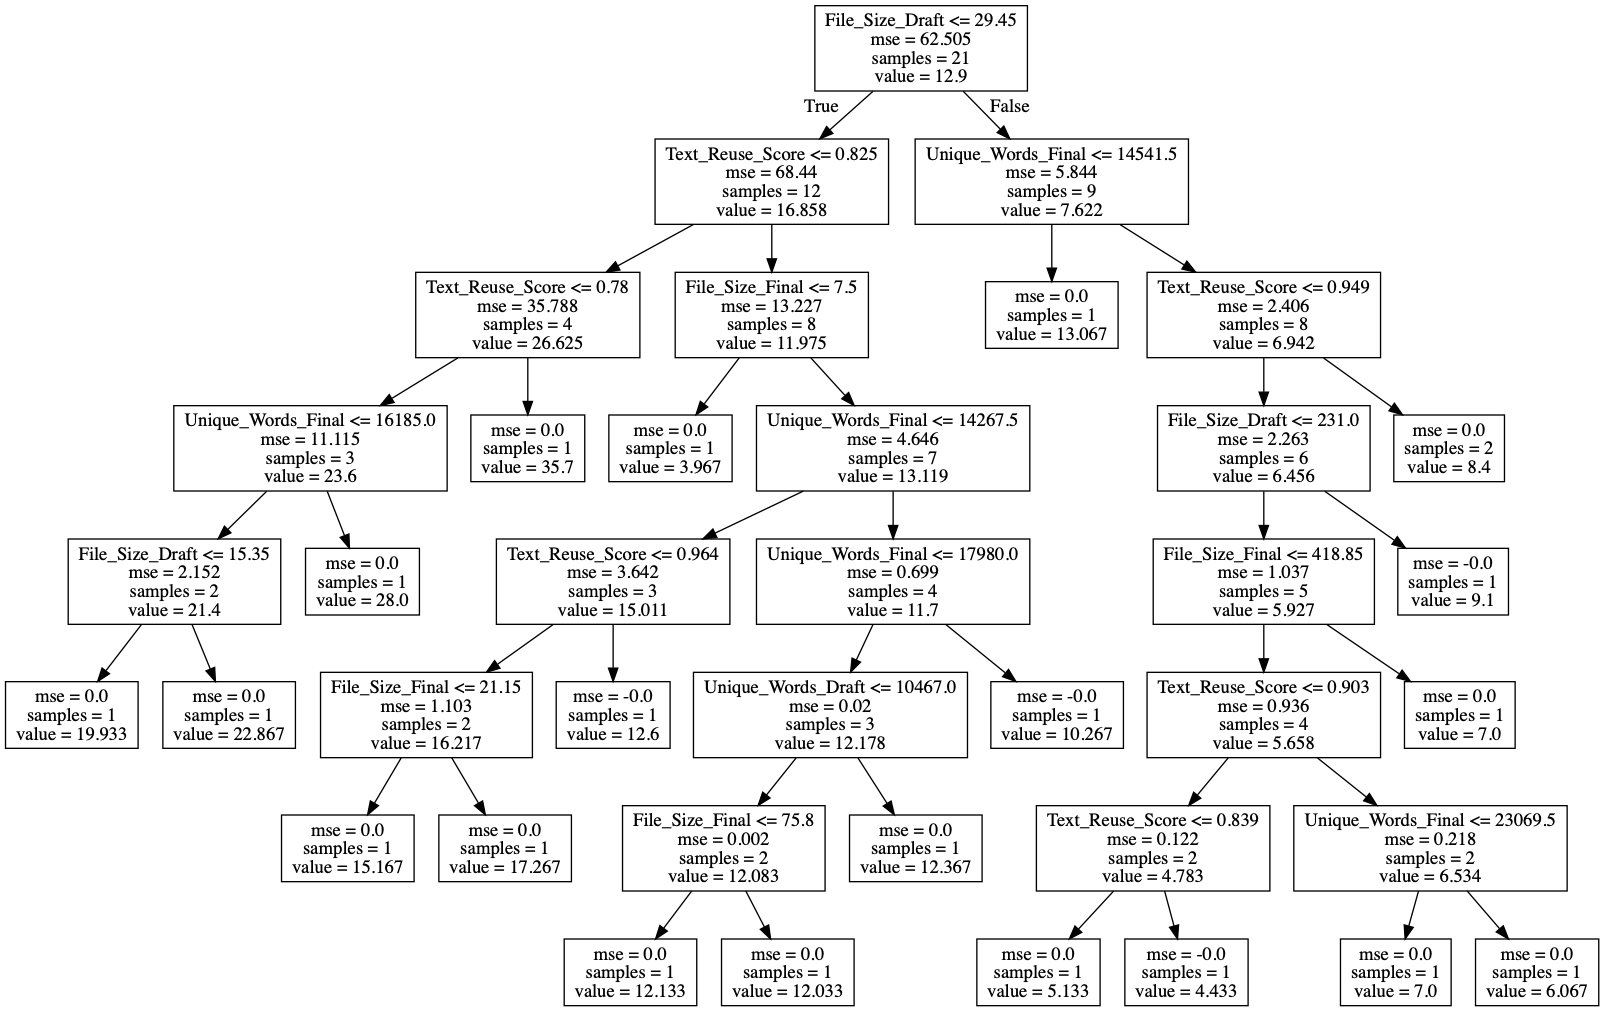 File_Size_Draft <= 29.45
mse = 62.505
samples = 21
value = 12.9
True
False
Text_Reuse_Score <= 0.825
mse = 68.44
samples = 12
value = 16.858
Unique_Words_Final <= 14541.5
mse = 5.844
samples = 9
value = 7.622
Text_Reuse_Score <= 0.78
mse = 35.788
samples = 4
value = 26.625
File_Size_Final <= 7.5
mse = 13.227
samples = 8
value = 11.975
mse = 0.0
samples = 1
value = 13.067
Text_Reuse_Score <= 0.949
mse = 2.406
samples = 8
value = 6.942
Unique_Words_Final <= 16185.0
mse = 11.115
samples = 3
value = 23.6
mse = 0.0
samples = 1
value = 35.7
mse = 0.0
samples = 1
value = 3.967
Unique_Words_Final <= 14267.5
mse = 4.646
samples = 7
value = 13.119
File_Size_Draft <= 231.0
mse = 2.263
samples = 6
value = 6.456
mse = 0.0
samples = 2
value = 8.4
File_Size_Draft <= 15.35
mse = 2.152
samples = 2
value = 21.4
mse = 0.0
samples = 1
value = 28.0
Text_Reuse_Score <= 0.964
mse = 3.642
samples = 3
value = 15.011
Unique_Words_Final <= 17980.0
mse = 0.699
samples = 4
value = 11.7
File_Size_Final <= 418.85
mse = 1.037
samples = 5
value = 5.927
mse = -0.0
samples = 1
value = 9.1
mse = 0.0
samples = 1
value = 19.933
mse = 0.0
samples = 1
value = 22.867
File_Size_Final <= 21.15
mse = 1.103
samples = 2
value = 16.217
mse = -0.0
samples = 1
value = 12.6
Unique_Words_Draft <= 10467.0
mse = 0.02
samples = 3
value = 12.178
mse = -0.0
samples = 1
value = 10.267
Text_Reuse_Score <= 0.903
mse = 0.936
samples = 4
value = 5.658
mse = 0.0
samples = 1
value = 7.0
mse = 0.0
samples = 1
value = 15.167
mse = 0.0
samples = 1
value = 17.267
File_Size_Final <= 75.8
mse = 0.002
samples = 2
value = 12.083
mse = 0.0
samples = 1
value = 12.367
Text_Reuse_Score <= 0.839
mse = 0.122
samples = 2
value = 4.783
Unique_Words_Final <= 23069.5
mse = 0.218
samples = 2
value = 6.534
mse = 0.0
samples = 1
value = 12.133
mse = 0.0
samples = 1
value = 12.033
mse = 0.0
samples = 1
value = 5.133
mse = -0.0
samples = 1
value = 4.433
mse = 0.0
samples = 1
value = 7.0
mse = 0.0
samples = 1
value = 6.067